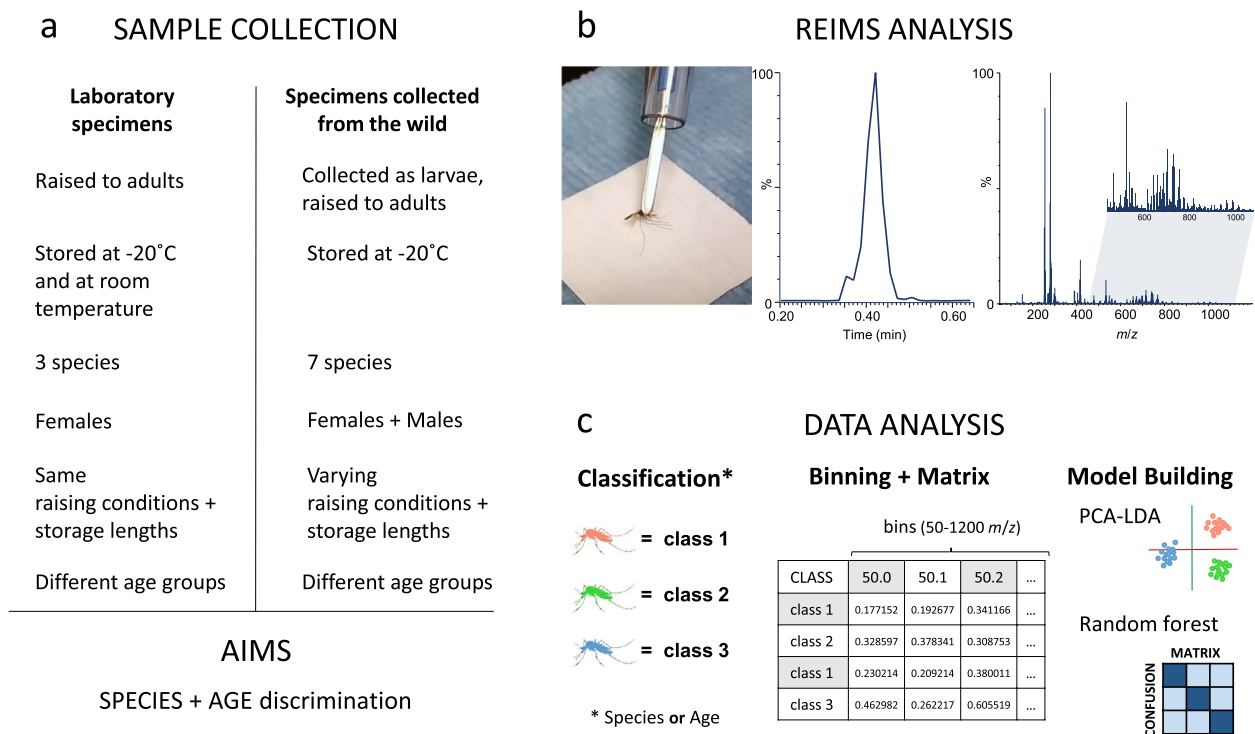 a SAMPLE COLLECTION
Laboratory
specimens
Raised to adults
Stored at -20˚C
and at room
temperature
3 species
Females
Same
raising conditions +
storage lengths
Different age groups
Specimens collected
from the wild
Collected as larvae,
raised to adults
Stored at -20˚C
7 species
Females + Males
Varying
raising conditions +
storage lengths
Different age groups
AIMS
SPECIES + AGE discrimination
b REIMS ANALYSIS
100
%
0
0.20 0.40 0.60
Time (min)
100
%
0
200 400 600 800 1000
m/z
600 800 1000
c DATA ANALYSIS
Classification*
= class 1
= class 2
= class 3
* Species or Age
Binning + Matrix
bins (50-1200 m/z)
CLASS 50.0 50.1 50.2 ...
class 1 0.177152 0.192677 0.341166 ...
class 2 0.328597 0.378341 0.308753 ...
class 1 0.230214 0.209214 0.380011 ...
class 3 0.462982 0.262217 0.605519 ...
Model Building
PCA-LDA
Random forest
MATRIX
CONFUSION